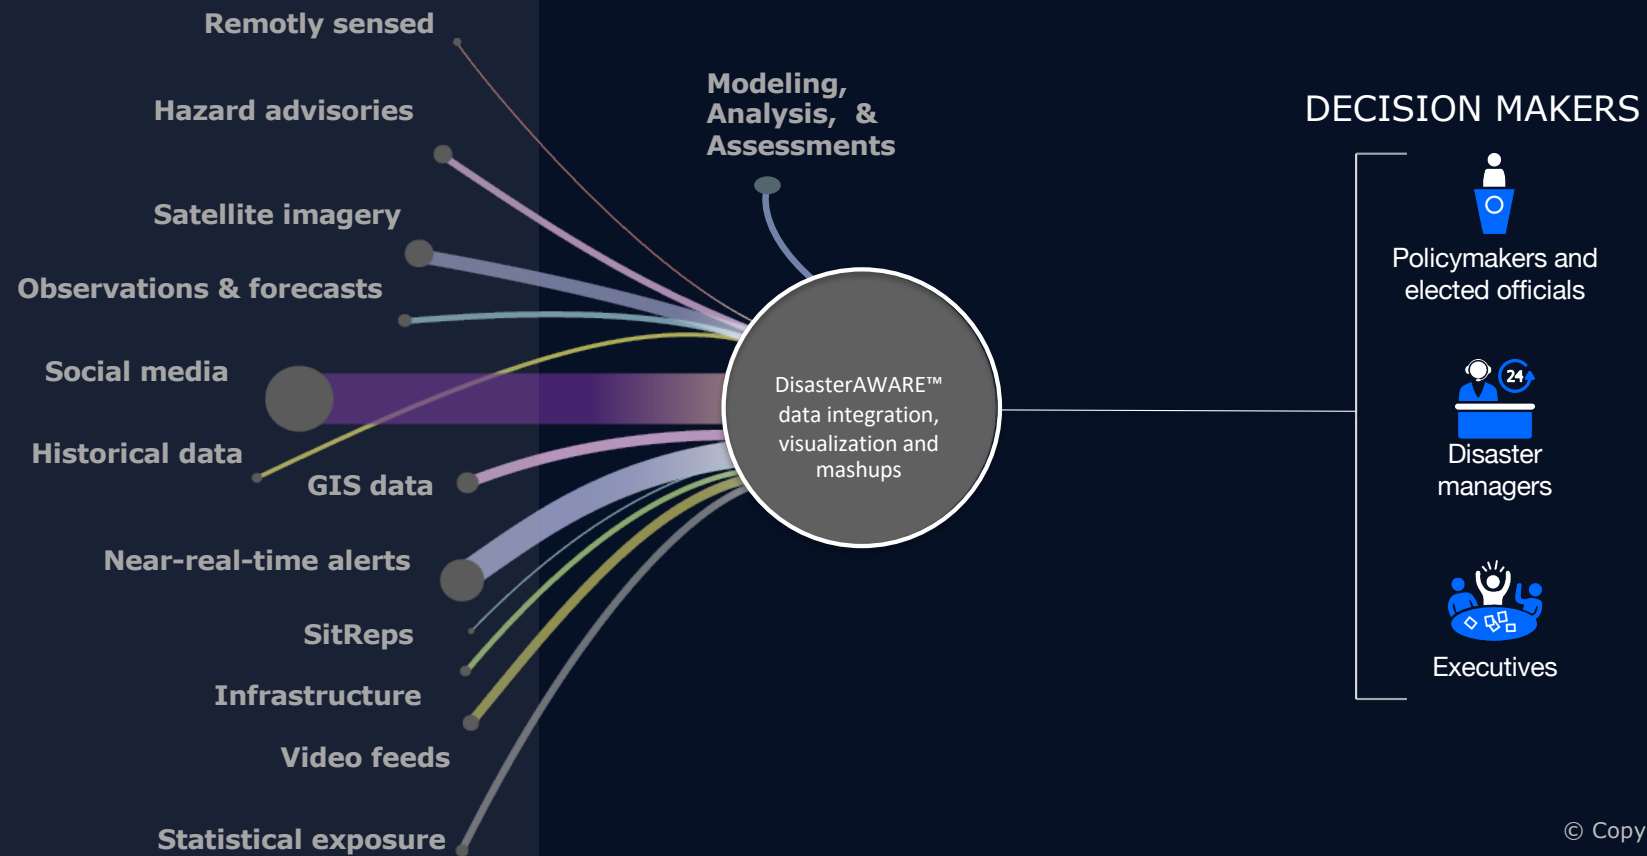 Remotly sensed
Hazard advisories
Satellite imagery
Observations & forecasts
Social media
Historical data
GIS data
Near-real-time alerts
SitReps
Infrastructure
Video feeds
Statistical exposure
Modeling,
Analysis, &
Assessments
DisasterAWARE™
data integration,
visualization and
mashups
DECISION MAKERS
Policymakers and
elected officials
24
Disaster
managers
Executives
© Copy